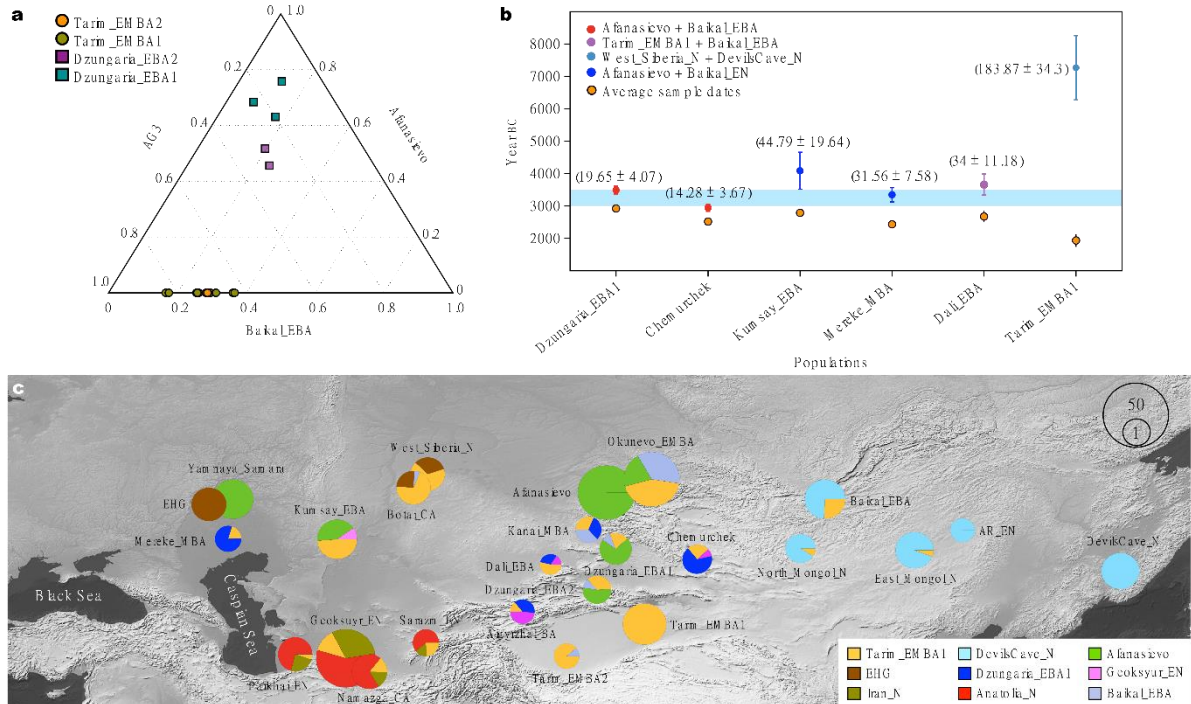 a
Tarim_EMBA2
Tarim_EMBA1
Dzungaria_EBA2
Dzungaria_EBA1
0 1.0
0.2 0.8
0.4 0.6
0.6 0.4
0.8 0.2
1.0 0
0 0.2 0.4 0.6 0.8 1.0
AG3
Afanasievo
Baikal_EBA
b
Afanasievo + Baikal_EBA
Tarim_EMBA1 + Baikal_EBA
West_Siberia_N + DevilsCave_N
Afanasievo + Baikal_EN
Average sample dates
Year BC
8000
7000
6000
5000
4000
3000
2000
(19.65 ± 4.07)
(14.28 ± 3.67)
(44.79 ± 19.64)
(31.56 ± 7.58)
(34 ± 11.18)
(183.87 ± 34.3)
Dzungaria_EBA1
Chemurchek
Kumsay_EBA
Mereke_MBA
Dali_EBA
Tarim_EMBA1
Populations
c
50
1
West_Siberia_N
Okunevo_EMBA
Yamnaya_Samara
EHG
Botai_CA
Afanasievo
Baikal_EBA
Kumsay_EBA
Mereke_MBA
Kanai_MBA
Chemurchek
AR_EN
DevilsCave_N
Dali_EBA
Dzungaria_EBA1
North_Mongol_N
East_Mongol_N
Dzungaria_EBA2
Black Sea
Caspian Sea
Geoksuyr_EN
Tarim_EMBA1
Tarim_EMBA2
Namazga_CA
Tarim_EMBA1
DevilsCave_N
Afanasievo
EHG
Dzungaria_EBA1
Geoksyur_EN
Iran_N
Anatolia_N
Baikal_EBA